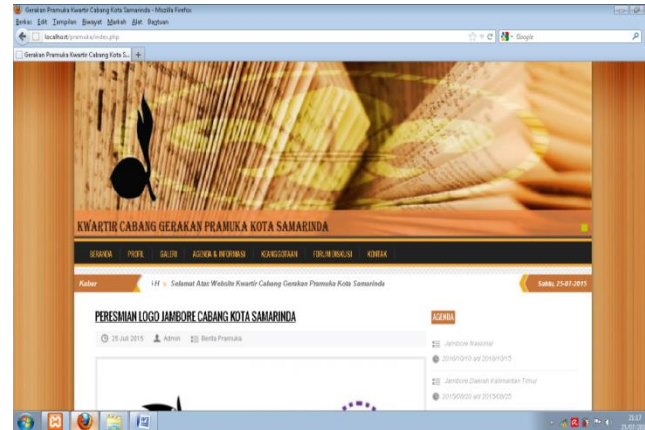 Gerakan Pramuka Kwartir Cabang Kota Samarinda - Mozilla Firefox
Berkas Edit Tampilan Riwayat Markah Alat Bantuan
localhost/pramuka/index.php
Google
Gerakan Pramuka Kwartir Cabang Kota S...
KWARTIR CABANG GERAKAN PRAMUKA KOTA SAMARINDA
BERANDA PROFIL GALERI AGENDA & INFORMASI KEANGGOTAAN FORUM DISKUSI KONTAK
Kabar
Selamat Atas Website Kwartir Cabang Gerakan Pramuka Kota Samarinda
Sabtu, 25-07-2015
PERESMIAN LOGO JAMBORE CABANG KOTA SAMARINDA
AGENDA
25 Juli 2015 Admin Berita Pramuka
Jambore Nasional
2016/10/10 s/d 2016/10/15
Jambore Daerah Kalimantan Timur
2015/08/00 s/d 2015/08/05
21:07